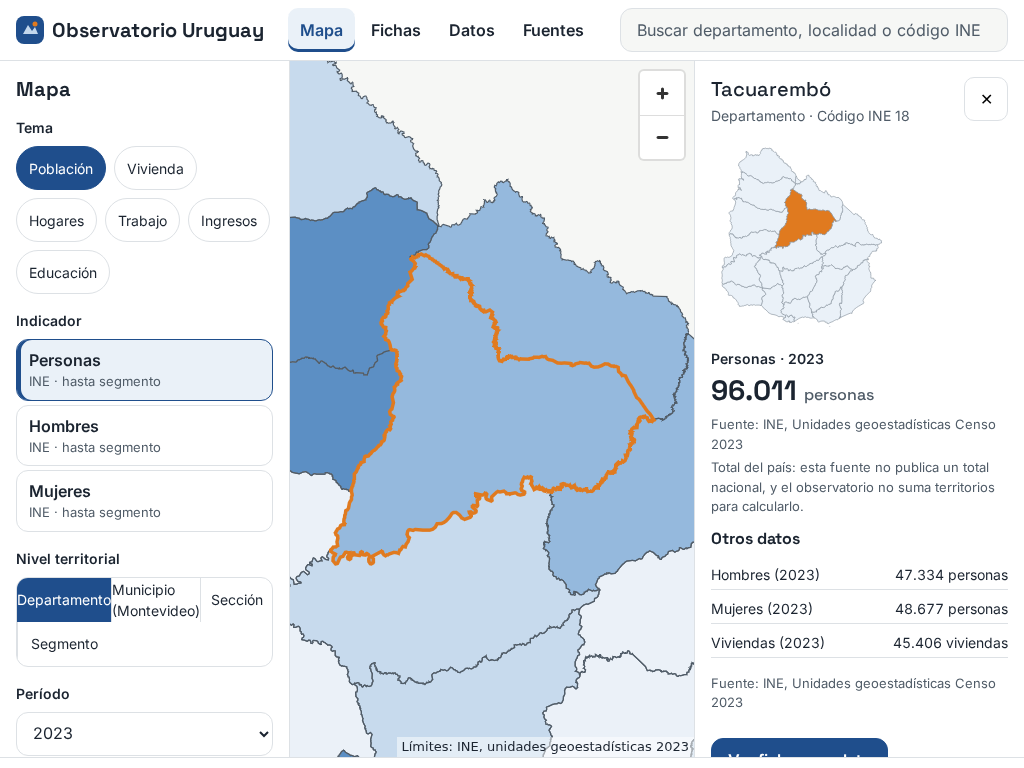 Observatorio Uruguay
Mapa
Fichas
Datos
Fuentes
Buscar departamento, localidad o código INE
Mapa
Tema
Población
Vivienda
Hogares
Trabajo
Ingresos
Educación
Indicador
Personas
INE · hasta segmento
Hombres
INE · hasta segmento
Mujeres
INE · hasta segmento
Nivel territorial
Departamento
Municipio
(Montevideo)
Sección
Segmento
Período
2023
+
−
Límites: INE, unidades geoestadísticas 2023
Tacuarembó
Departamento · Código INE 18
×
Personas · 2023
96.011 personas
Fuente: INE, Unidades geoestadísticas Censo
2023
Total del país: esta fuente no publica un total
nacional, y el observatorio no suma territorios
para calcularlo.
Otros datos
Hombres (2023) 47.334 personas
Mujeres (2023) 48.677 personas
Viviendas (2023) 45.406 viviendas
Fuente: INE, Unidades geoestadísticas Censo
2023